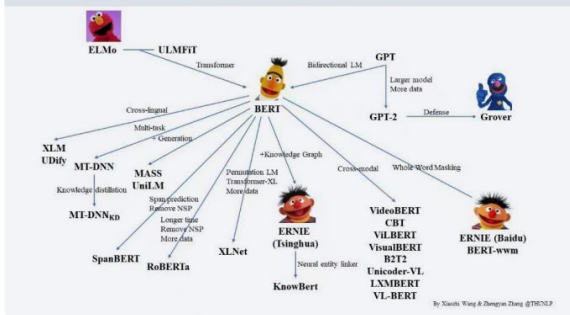 ELMo
ULMFiT
GPT
Transformer
Bidirectional LM
Larger model
More data
BERT
GPT-2
Defense
Grover
Cross-lingual
Multi-task
+ Generation
+Knowledge Graph
Cross-modal
Whole Word Masking
XLM
UDify
MT-DNN
MASS
UniLM
Permutation LM
Transformer-XL
More data
Knowledge distillation
Span prediction
Remove NSP
Longer time
Remove NSP
More data
MT-DNNKD
SpanBERT
RoBERTa
XLNet
ERNIE
(Tsinghua)
Neural entity linker
KnowBert
VideoBERT
CBT
ViLBERT
VisualBERT
B2T2
Unicoder-VL
LXMBERT
VL-BERT
ERNIE (Baidu)
BERT-wwm
By Xiaozhi Wang & Zhengyan Zhang @THUNLP